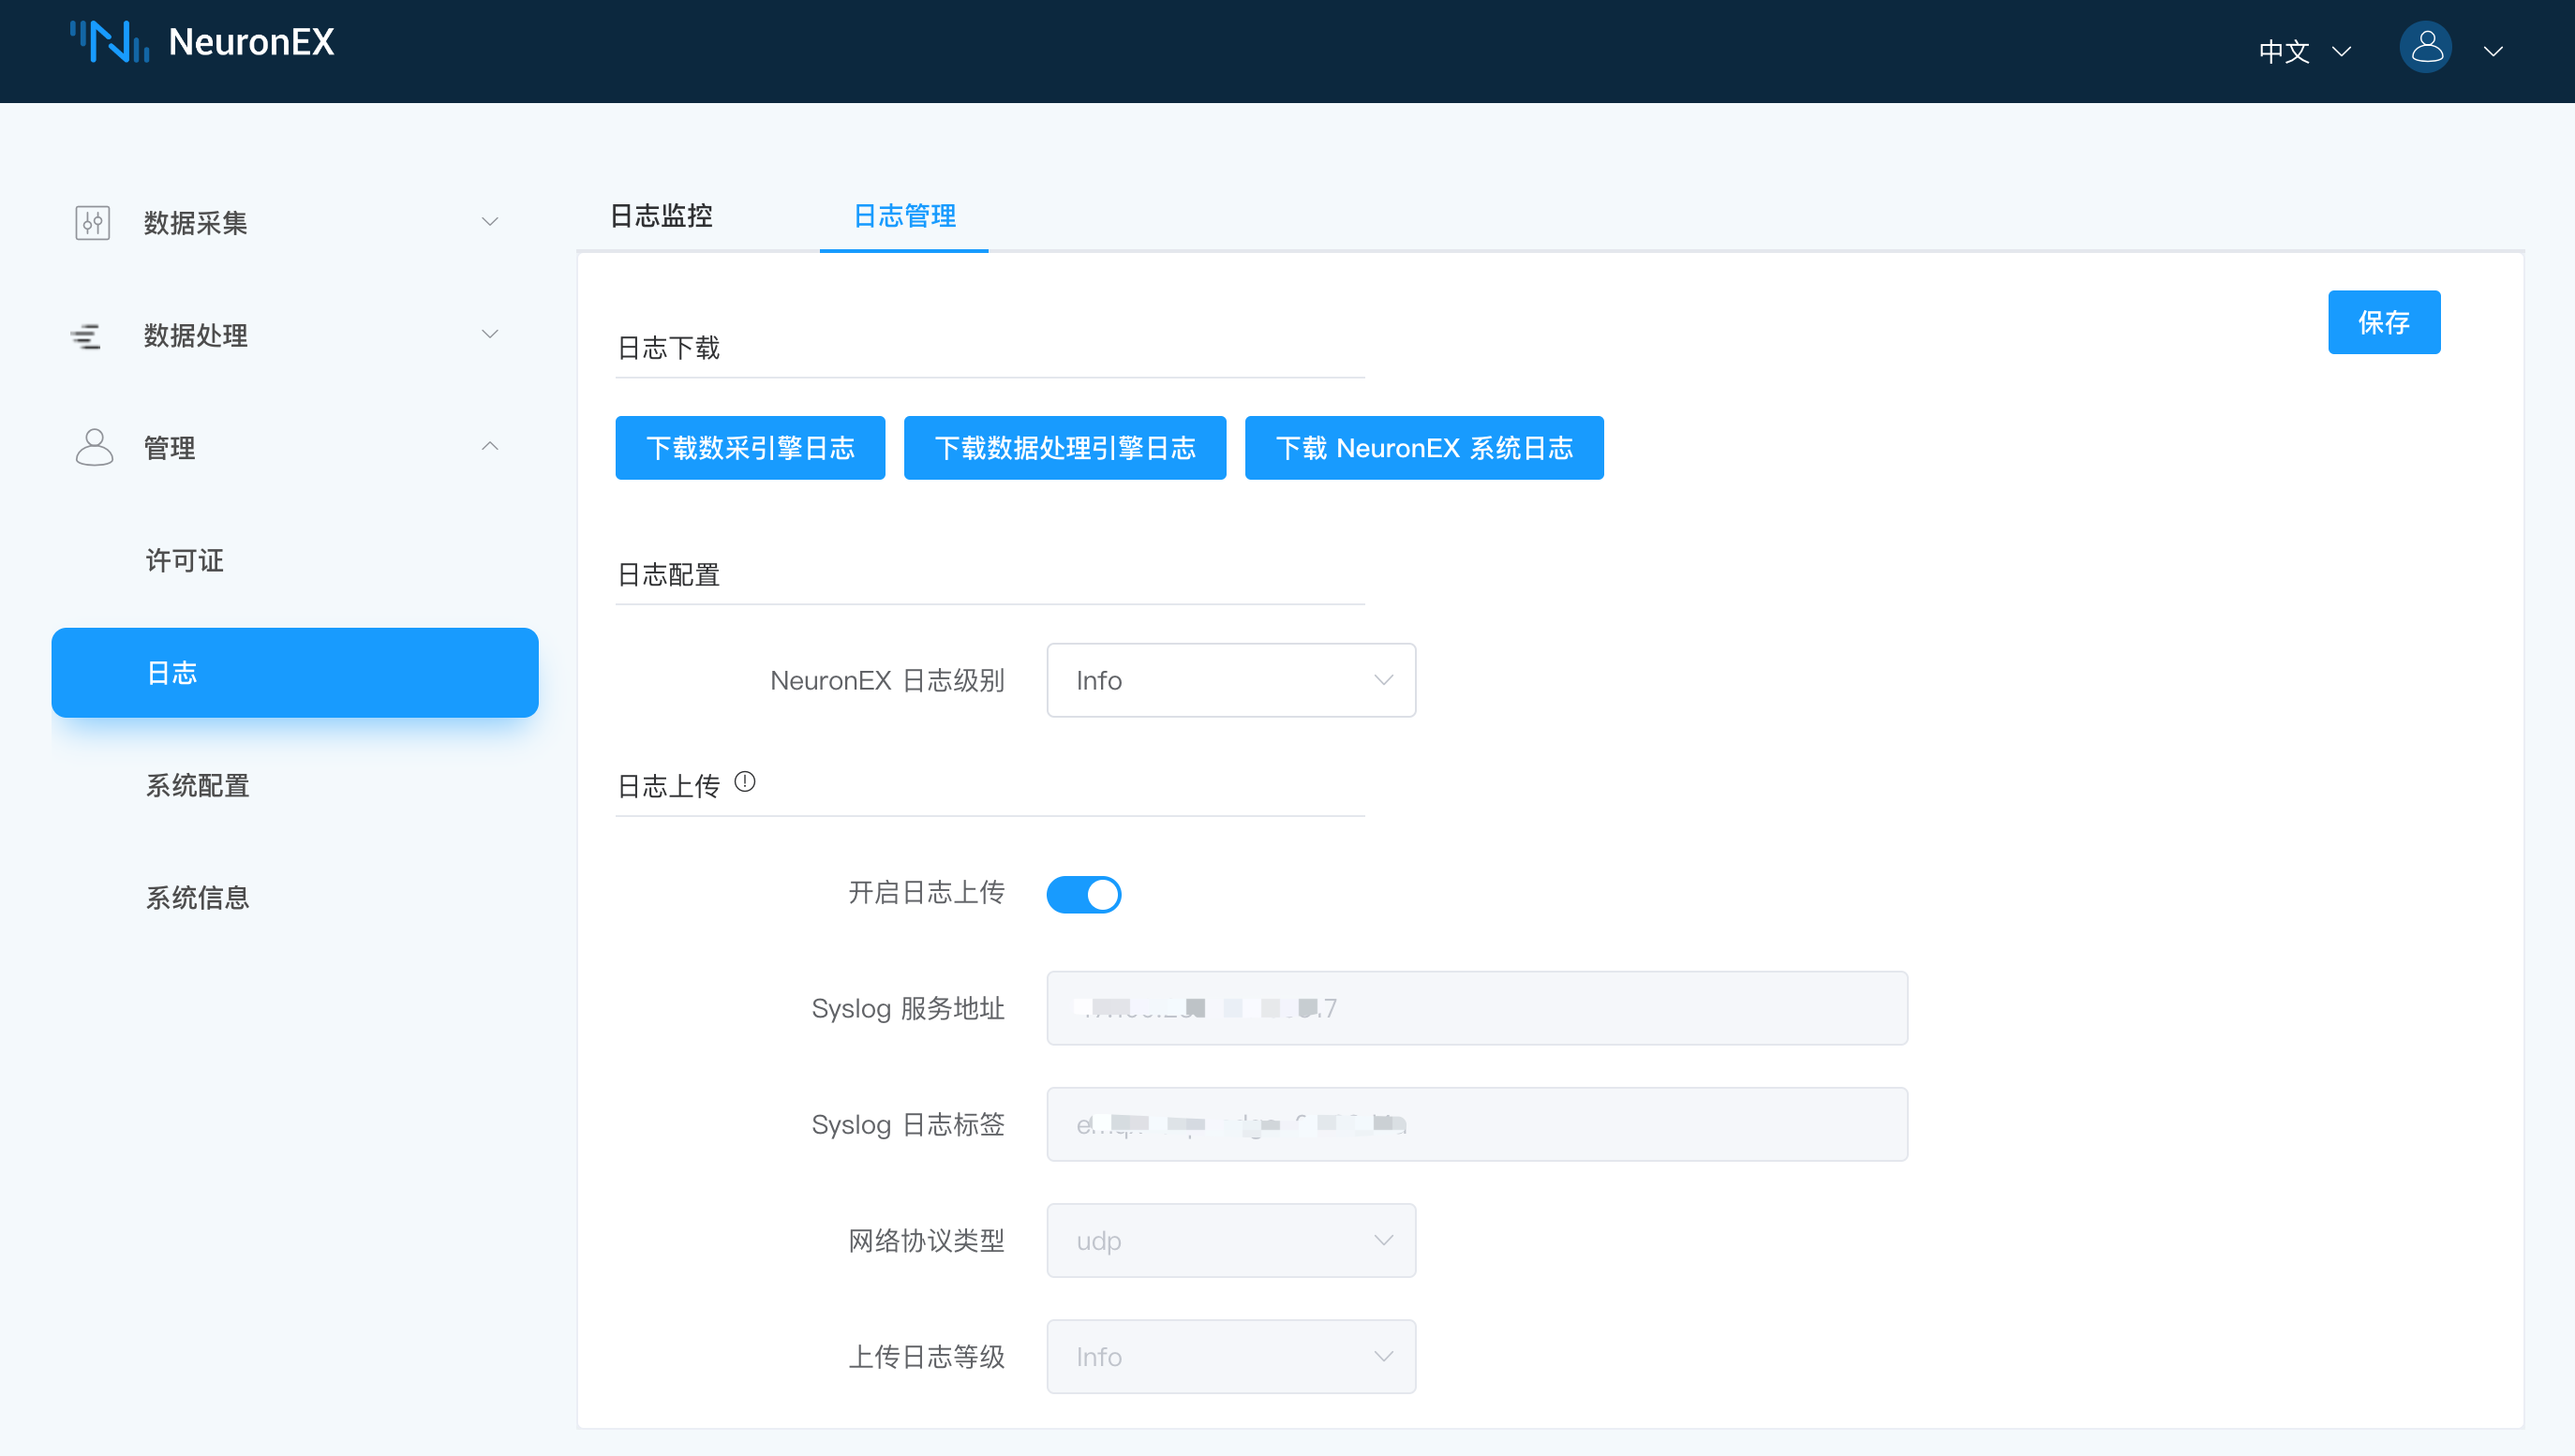 NeuronEX
中文
数据采集
数据处理
管理
许可证
日志
系统配置
系统信息
日志监控 日志管理
保存
日志下载
下载数采引擎日志 下载数据处理引擎日志 下载 NeuronEX 系统日志
日志配置
NeuronEX 日志级别 Info
日志上传
开启日志上传
Syslog 服务地址
Syslog 日志标签
网络协议类型 udp
上传日志等级 Info